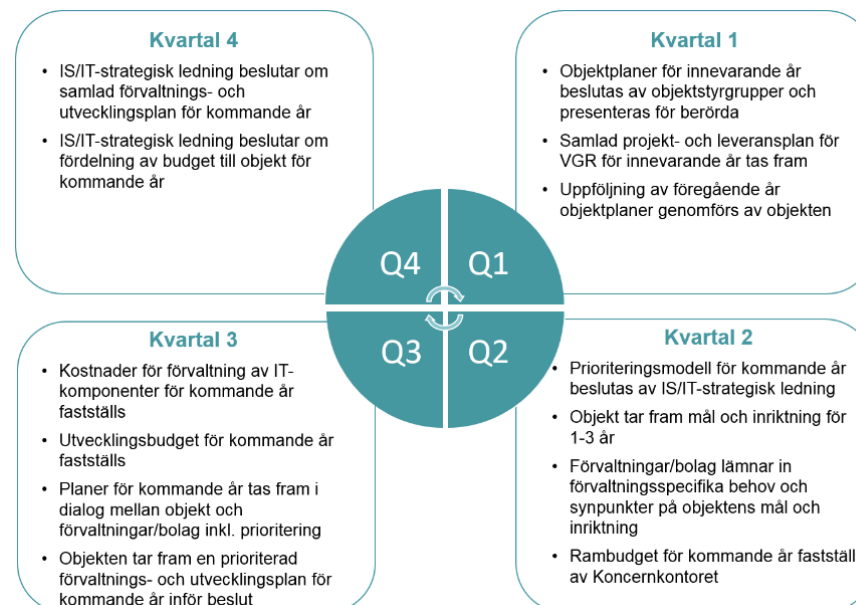 Kvartal 4
• IS/IT-strategisk ledning beslutar om
samlad förvaltnings- och
utvecklingsplan för kommande år
• IS/IT-strategisk ledning beslutar om
fördelning av budget till objekt för
kommande år
Kvartal 1
• Objektplaner för innevarande år
beslutas av objektstyrgrupper och
presenteras för berörda
• Samlad projekt- och leveransplan för
VGR för innevarande år tas fram
• Uppföljning av föregående år
objektplaner genomförs av objekten
Q4
Q1
Q3
Q2
Kvartal 3
• Kostnader för förvaltning av IT-
komponenter för kommande år
fastställs
• Utvecklingsbudget för kommande år
fastställs
• Planer för kommande år tas fram i
dialog mellan objekt och
förvaltningar/bolag inkl. prioritering
• Objekten tar fram en prioriterad
förvaltnings- och utvecklingsplan för
kommande år inför beslut
Kvartal 2
• Prioriteringsmodell för kommande år
beslutas av IS/IT-strategisk ledning
• Objekt tar fram mål och inriktning för
1-3 år
• Förvaltningar/bolag lämnar in
förvaltningsspecifika behov och
synpunkter på objektens mål och
inriktning
• Rambudget för kommande år fastställ
av Koncernkontoret